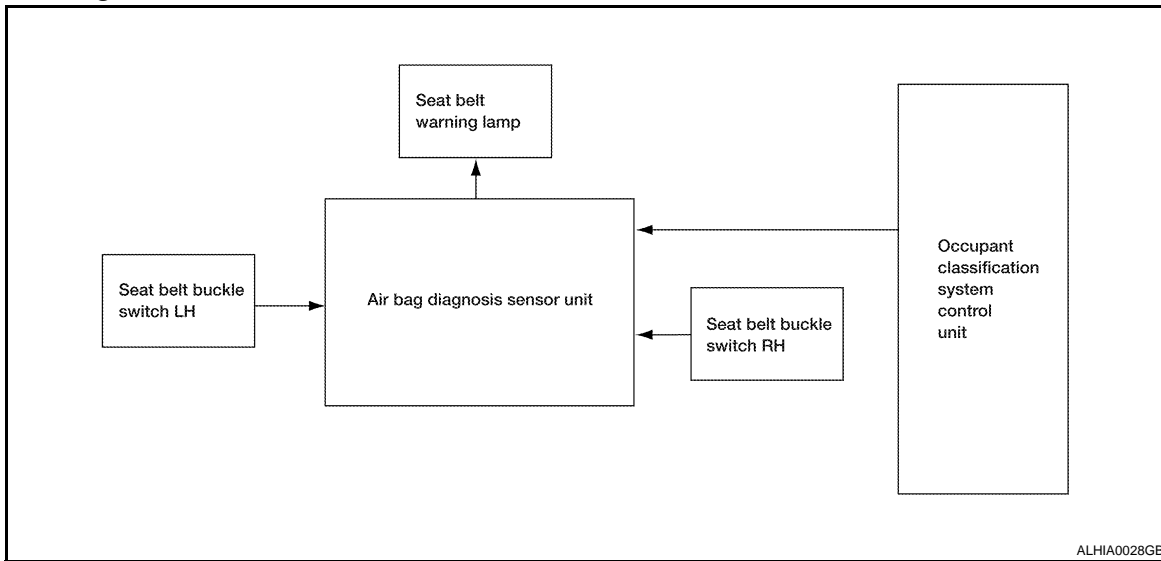 Seat belt
warning lamp
Seat belt buckle
switch LH
Air bag diagnosis sensor unit
Seat belt buckle
switch RH
Occupant
classification
system
control
unit
ALHIA0028GB